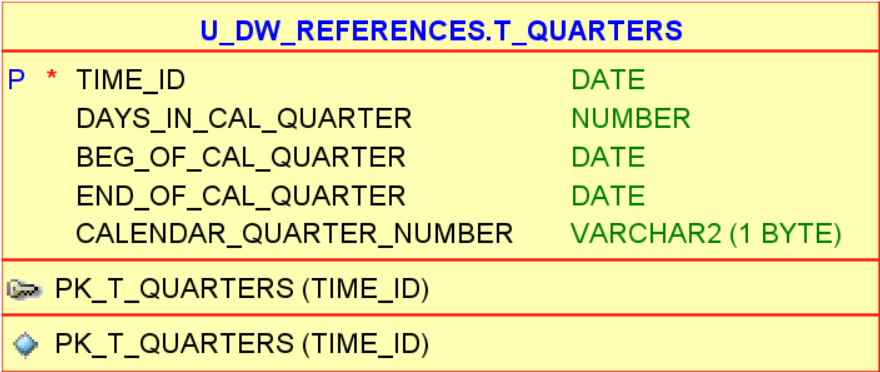 U_DW_REFERENCES.T_QUARTERS
P * TIME_ID DATE
DAYS_IN_CAL_QUARTER NUMBER
BEG_OF_CAL_QUARTER DATE
END_OF_CAL_QUARTER DATE
CALENDAR_QUARTER_NUMBER VARCHAR2 (1 BYTE)
PK_T_QUARTERS (TIME_ID)
PK_T_QUARTERS (TIME_ID)